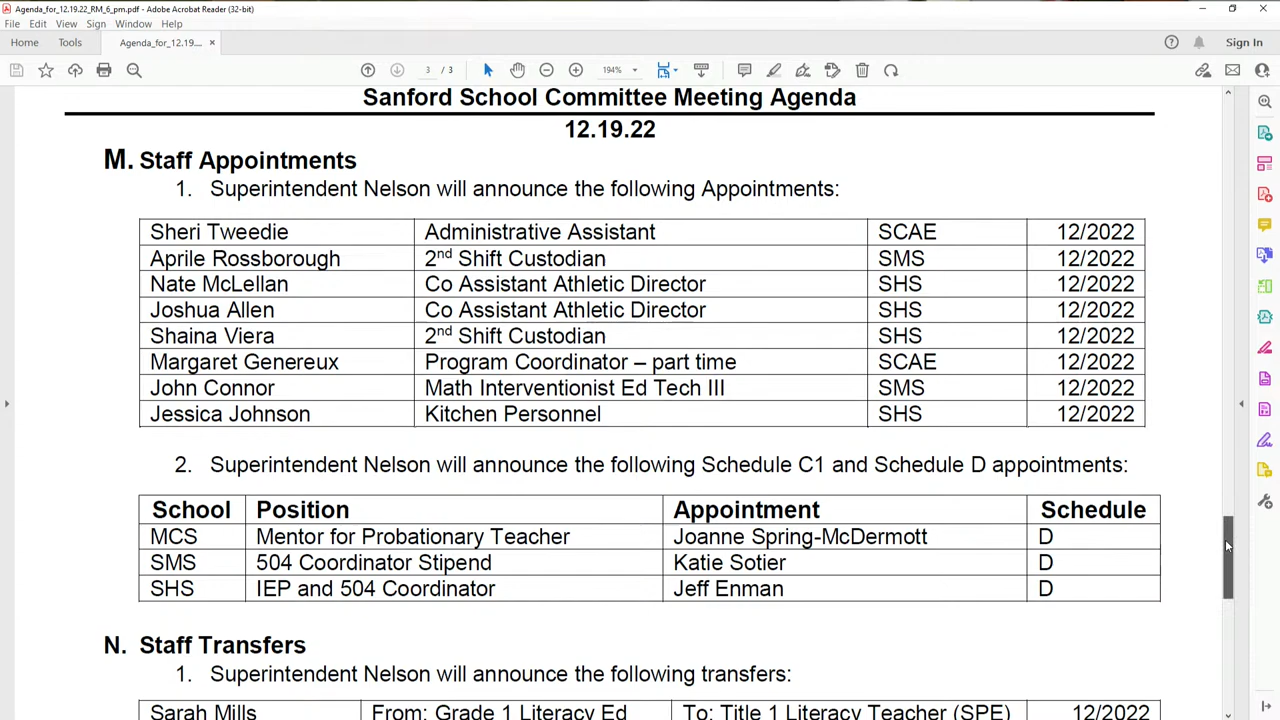 Agenda_for_12.19.22_RM_6_pm.pdf - Adobe Acrobat Reader (32-bit)
File Edit View Sign Window Help
Home Tools Agenda_for_12.19.... × Sign In
3 / 3 194%
Sanford School Committee Meeting Agenda
12.19.22
M. Staff Appointments
1. Superintendent Nelson will announce the following Appointments:
Sheri Tweedie Administrative Assistant SCAE 12/2022
Aprile Rossborough 2nd Shift Custodian SMS 12/2022
Nate McLellan Co Assistant Athletic Director SHS 12/2022
Joshua Allen Co Assistant Athletic Director SHS 12/2022
Shaina Viera 2nd Shift Custodian SHS 12/2022
Margaret Genereux Program Coordinator – part time SCAE 12/2022
John Connor Math Interventionist Ed Tech III SMS 12/2022
Jessica Johnson Kitchen Personnel SHS 12/2022
2. Superintendent Nelson will announce the following Schedule C1 and Schedule D appointments:
School Position Appointment Schedule
MCS Mentor for Probationary Teacher Joanne Spring-McDermott D
SMS 504 Coordinator Stipend Katie Sotier D
SHS IEP and 504 Coordinator Jeff Enman D
N. Staff Transfers
1. Superintendent Nelson will announce the following transfers:
Sarah Mills From: Grade 1 Literacy Ed To: Title 1 Literacy Teacher (SPE) 12/2022